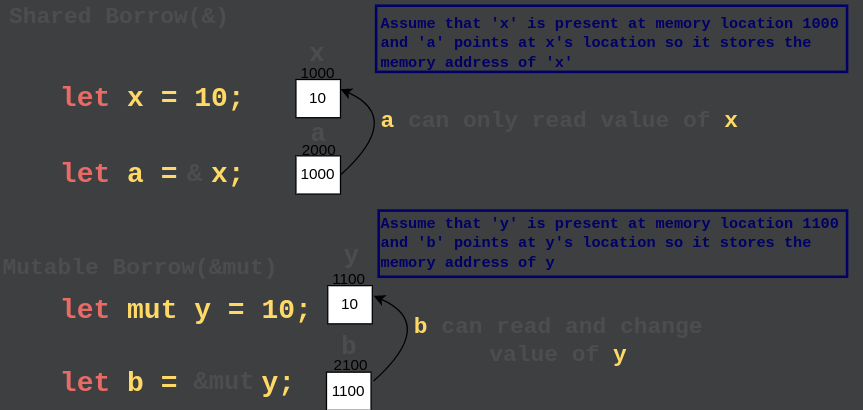 Shared Borrow(&)
Assume that 'x' is present at memory location 1000
and 'a' points at x's location so it stores the
memory address of 'x'
x
1000
let x = 10;
10
a can only read value of x
a
2000
let a = & x;
1000
Assume that 'y' is present at memory location 1100
and 'b' points at y's location so it stores the
memory address of y
Mutable Borrow(&mut)
y
1100
let mut y = 10;
10
b can read and change
value of y
b
2100
let b = &mut y;
1100